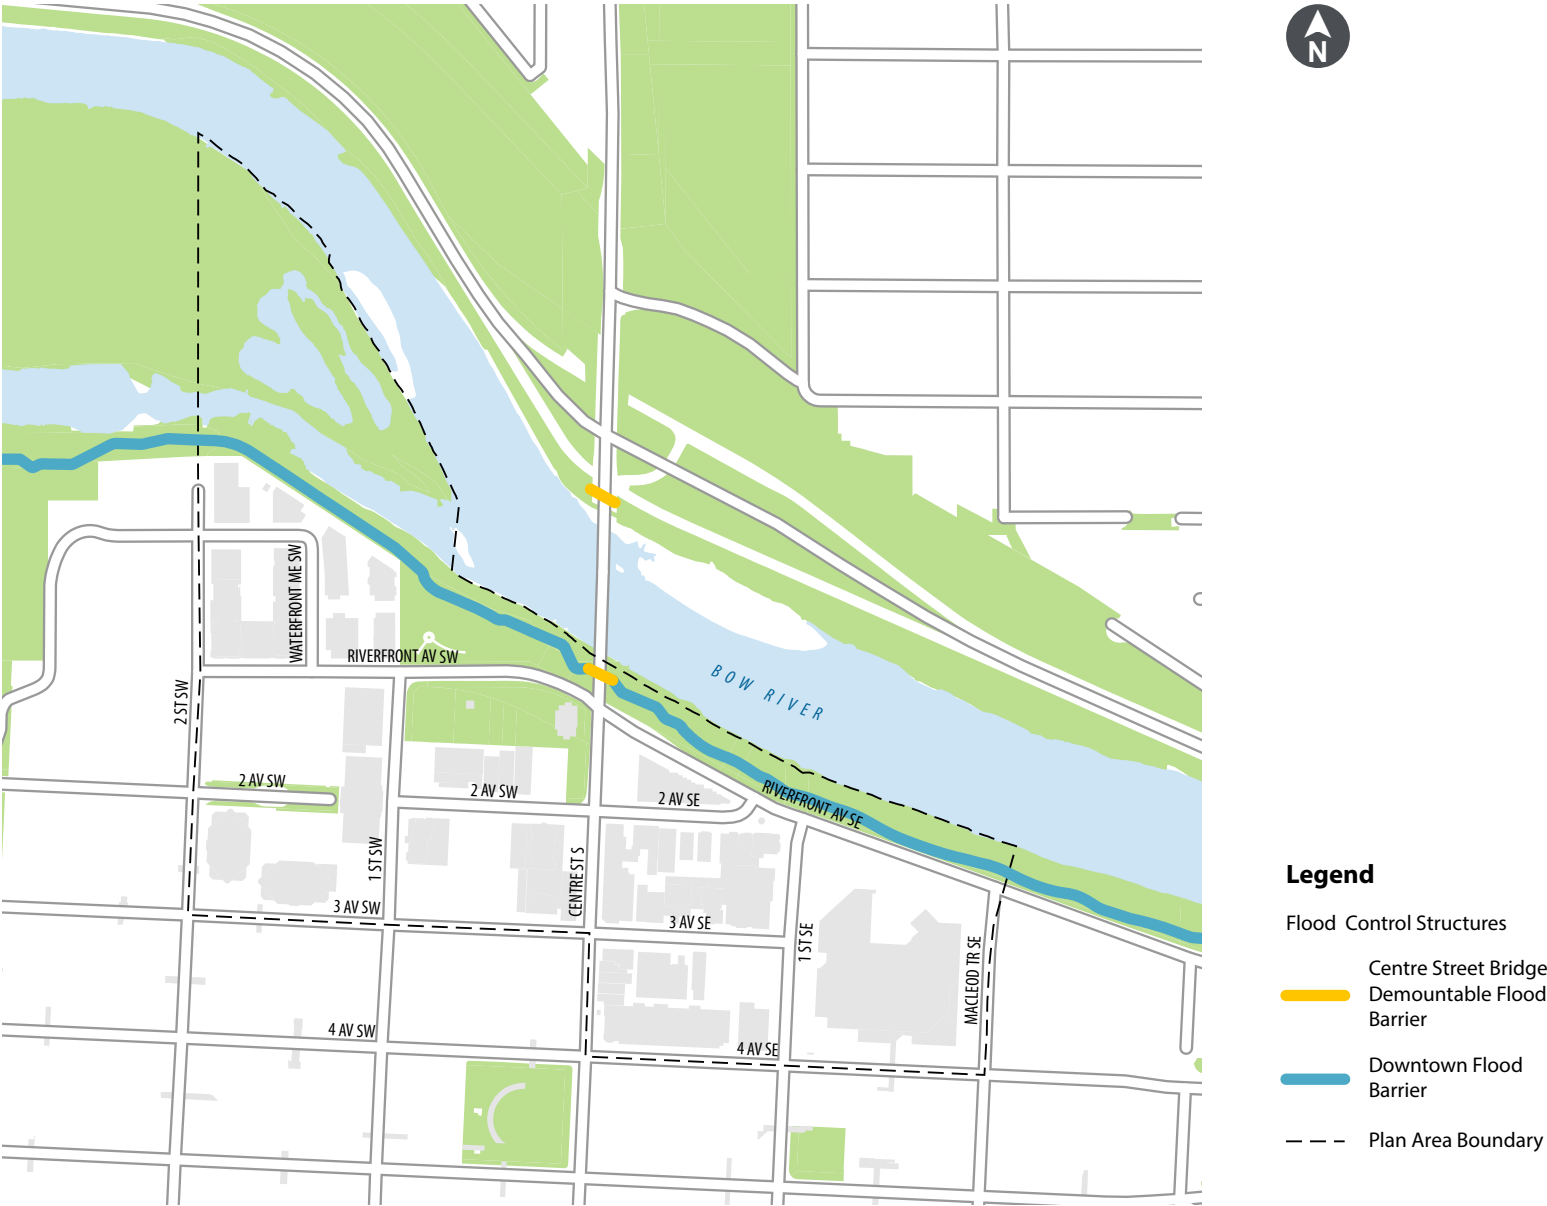 N
WATERFRONT ME SW
RIVERFRONT AV SW
2 ST SW
BOW RIVER
2 AV SW
2 AV SW
2 AV SE
RIVERFRONT AV SE
1 ST SW
CENTRE ST S
3 AV SW
3 AV SE
1 ST SE
MACLEOD TR SE
4 AV SW
4 AV SE
Legend
Flood Control Structures
Centre Street Bridge
Demountable Flood
Barrier
Downtown Flood
Barrier
Plan Area Boundary